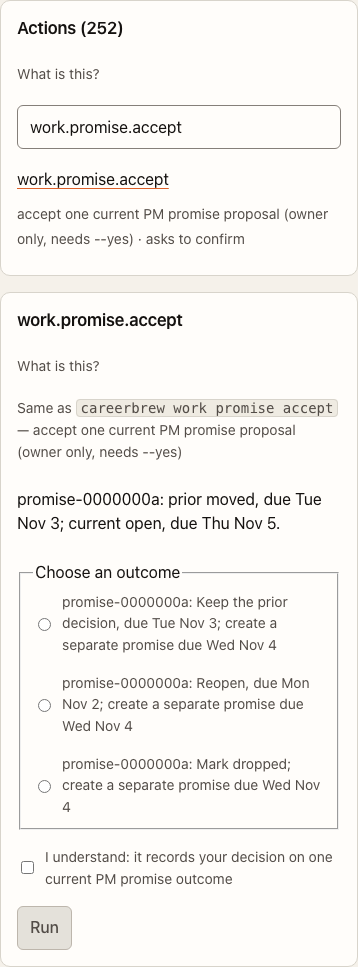 Actions (252)
What is this?
work.promise.accept
work.promise.accept
accept one current PM promise proposal (owner
only, needs --yes) · asks to confirm
work.promise.accept
What is this?
Same as careerbrew work promise accept
— accept one current PM promise proposal
(owner only, needs --yes)
promise-0000000a: prior moved, due Tue
Nov 3; current open, due Thu Nov 5.
Choose an outcome
promise-0000000a: Keep the prior
decision, due Tue Nov 3; create a
separate promise due Wed Nov 4
promise-0000000a: Reopen, due Mon
Nov 2; create a separate promise due
Wed Nov 4
promise-0000000a: Mark dropped;
create a separate promise due Wed Nov
4
I understand: it records your decision on one
current PM promise outcome
Run